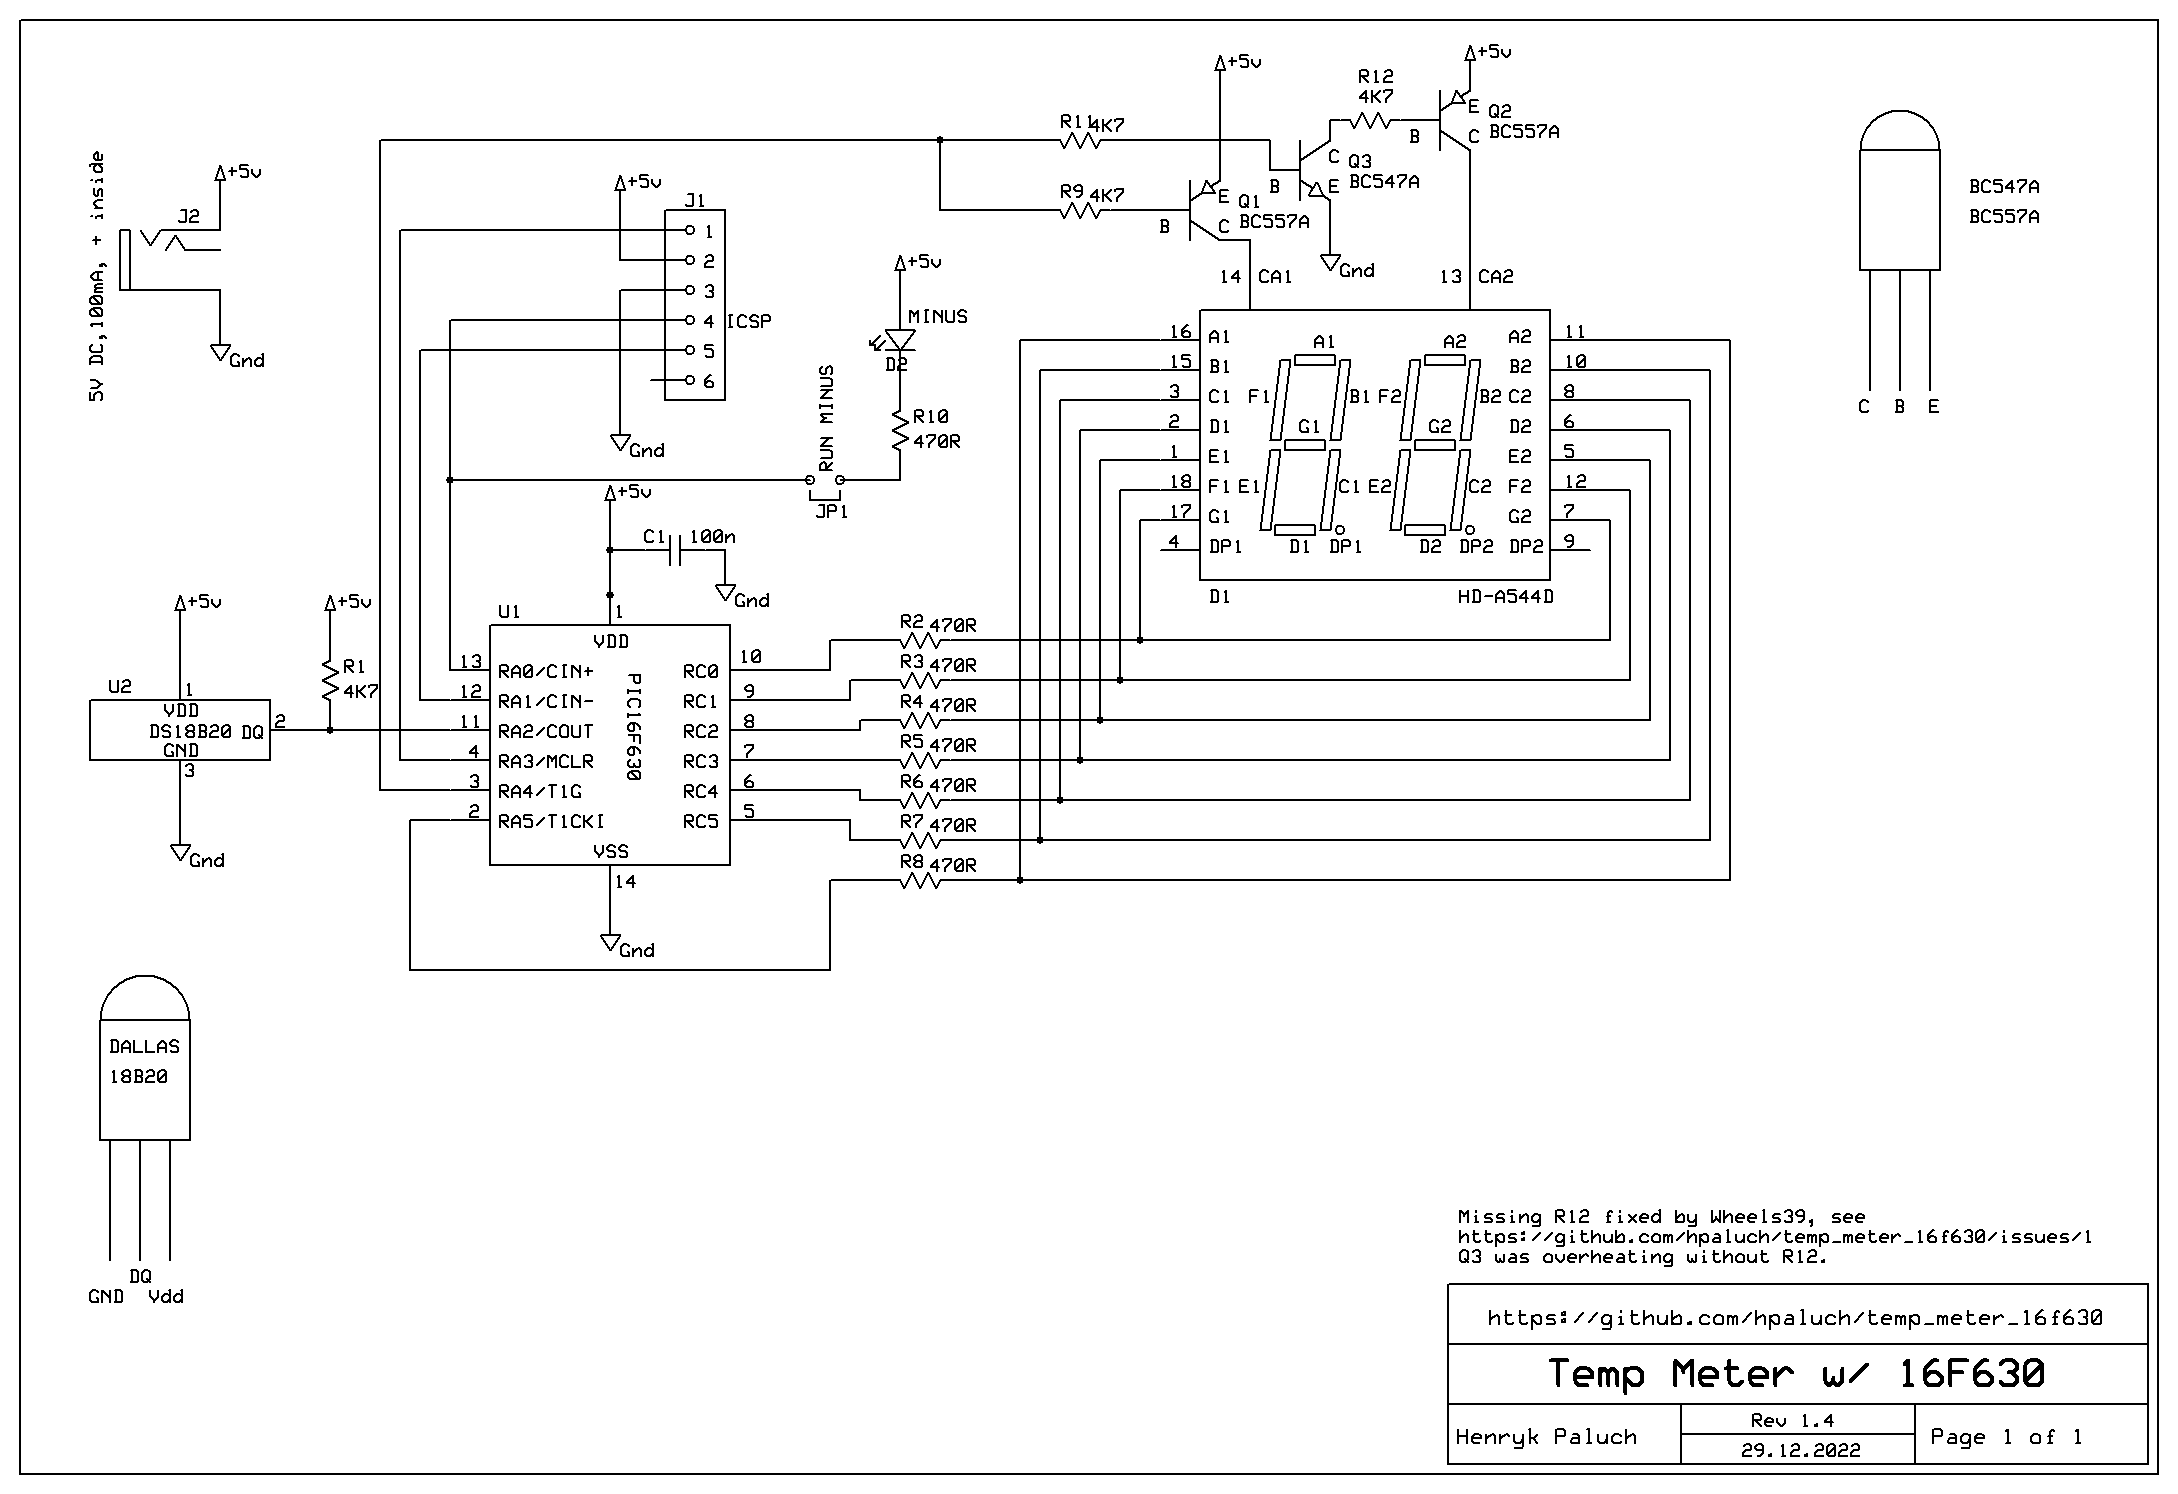 5V DC,100mA, + inside
+5v
J2
Gnd
+5v
J1
1
2
3
4
5
6
ICSP
Gnd
+5v
MINUS
D2
R10
470R
RUN MINUS
JP1
R11 4K7
R9 4K7
+5v
E
Q1
BC557A
B
C
R12
4K7
+5v
E
Q2
BC557A
B
C
C
Q3
BC547A
B
E
Gnd
14 CA1
13 CA2
16 A1
15 B1
3 C1
2 D1
1 E1
18 F1
17 G1
4 DP1
A1
F1
B1
G1
E1
C1
D1
DP1
A2
F2
B2
G2
E2
C2
D2
DP2
A2 11
B2 10
C2 8
D2 6
E2 5
F2 12
G2 7
DP2 9
D1
HD-A544D
BC547A
BC557A
C B E
+5v
C1 100n
Gnd
U1
1
VDD
PIC16F630
13 RA0/CIN+
12 RA1/CIN-
11 RA2/COUT
4 RA3/MCLR
3 RA4/T1G
2 RA5/T1CKI
RC0 10
RC1 9
RC2 8
RC3 7
RC4 6
RC5 5
VSS
14
Gnd
R2 470R
R3 470R
R4 470R
R5 470R
R6 470R
R7 470R
R8 470R
+5v
U2
1
VDD
DS18B20 DQ
2
GND
3
Gnd
+5v
R1
4K7
DALLAS
18B20
DQ
GND Vdd
Missing R12 fixed by Wheels39, see
https://github.com/hpaluch/temp_meter_16f630/issues/1
Q3 was overheating without R12.
https://github.com/hpaluch/temp_meter_16f630
Temp Meter w/ 16F630
Henryk Paluch
Rev 1.4
29.12.2022
Page 1 of 1